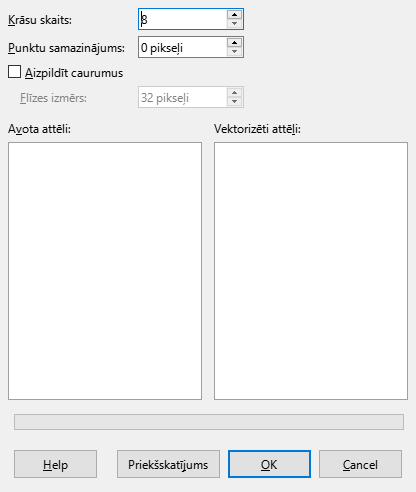 Krāsu skaits: 8
Punktu samazinājums: 0 pikseļi
Aizpildīt caurumus
Flīzes izmērs: 32 pikseļi
Avota attēli: Vektorizēti attēļi:
Help Priekšskatījums OK Cancel